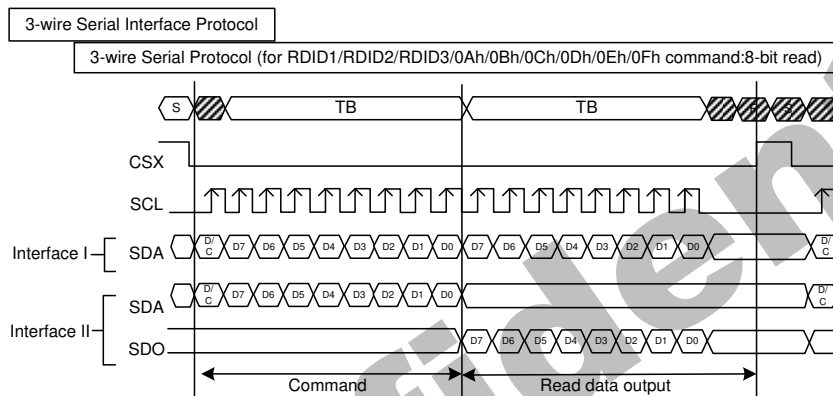 3-wire Serial Interface Protocol
3-wire Serial Protocol (for RDID1/RDID2/RDID3/0Ah/0Bh/0Ch/0Dh/0Eh/0Fh command:8-bit read)
S TB TB P S
CSX
SCL
Interface I SDA D/C D7 D6 D5 D4 D3 D2 D1 D0 D7 D6 D5 D4 D3 D2 D1 D0 D/C
SDA D/C D7 D6 D5 D4 D3 D2 D1 D0 D/C
Interface II
SDO D7 D6 D5 D4 D3 D2 D1 D0
Command Read data output